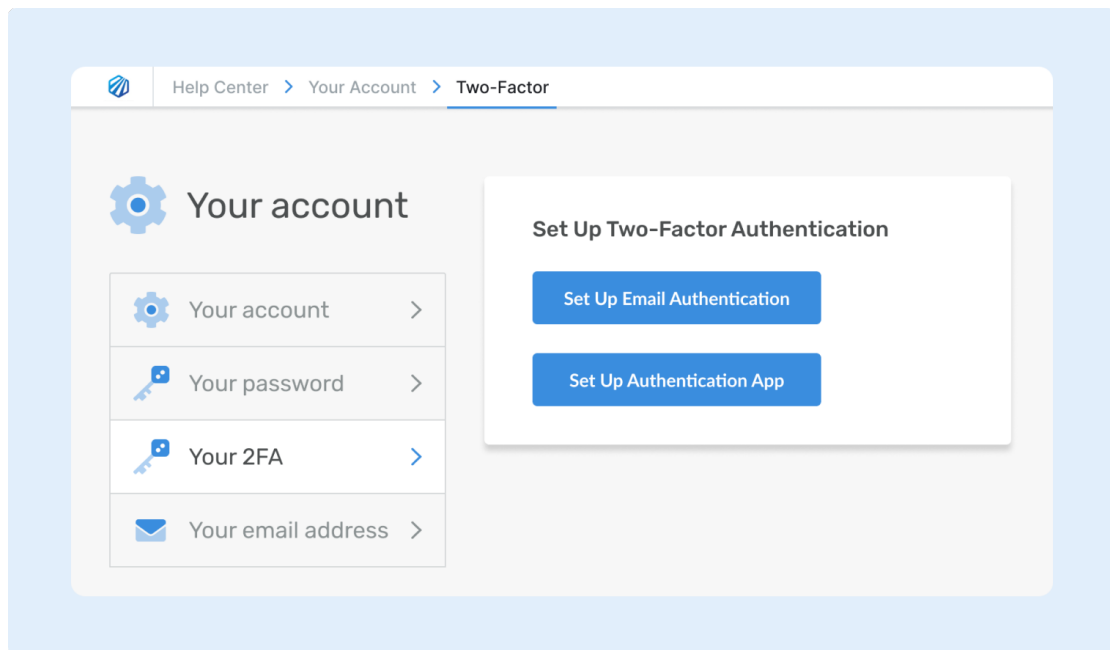 Help Center Your Account Two-Factor
Your account
Your account
Your password
Your 2FA
Your email address
Set Up Two-Factor Authentication
Set Up Email Authentication
Set Up Authentication App